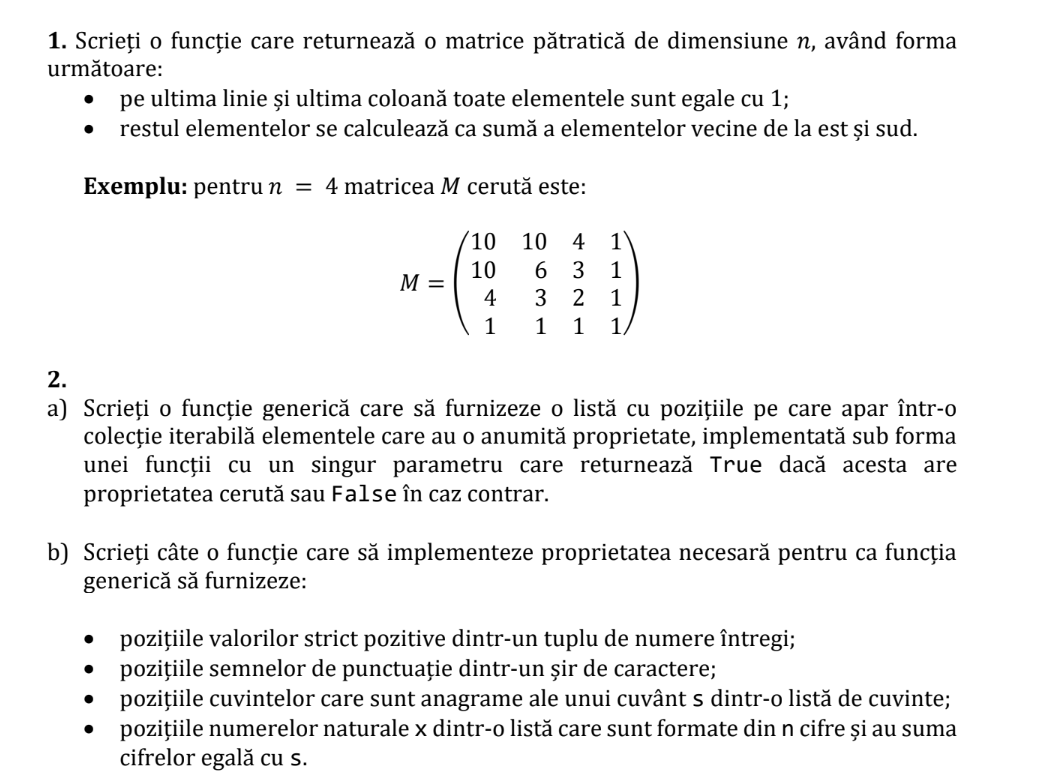 1. Scrieți o funcție care returnează o matrice pătratică de dimensiune n, având forma
următoare:
• pe ultima linie și ultima coloană toate elementele sunt egale cu 1;
• restul elementelor se calculează ca sumă a elementelor vecine de la est și sud.
Exemplu: pentru n = 4 matricea M cerută este:
10 10 4 1
M = 10 6 3 1
4 3 2 1
1 1 1 1
2.
a) Scrieți o funcție generică care să furnizeze o listă cu pozițiile pe care apar într-o
colecție iterabilă elementele care au o anumită proprietate, implementată sub forma
unei funcții cu un singur parametru care returnează True dacă acesta are
proprietatea cerută sau False în caz contrar.
b) Scrieți câte o funcție care să implementeze proprietatea necesară pentru ca funcția
generică să furnizeze:
• pozițiile valorilor strict pozitive dintr-un tuplu de numere întregi;
• pozițiile semnelor de punctuație dintr-un șir de caractere;
• pozițiile cuvintelor care sunt anagrame ale unui cuvânt s dintr-o listă de cuvinte;
• pozițiile numerelor naturale x dintr-o listă care sunt formate din n cifre și au suma
cifrelor egală cu s.